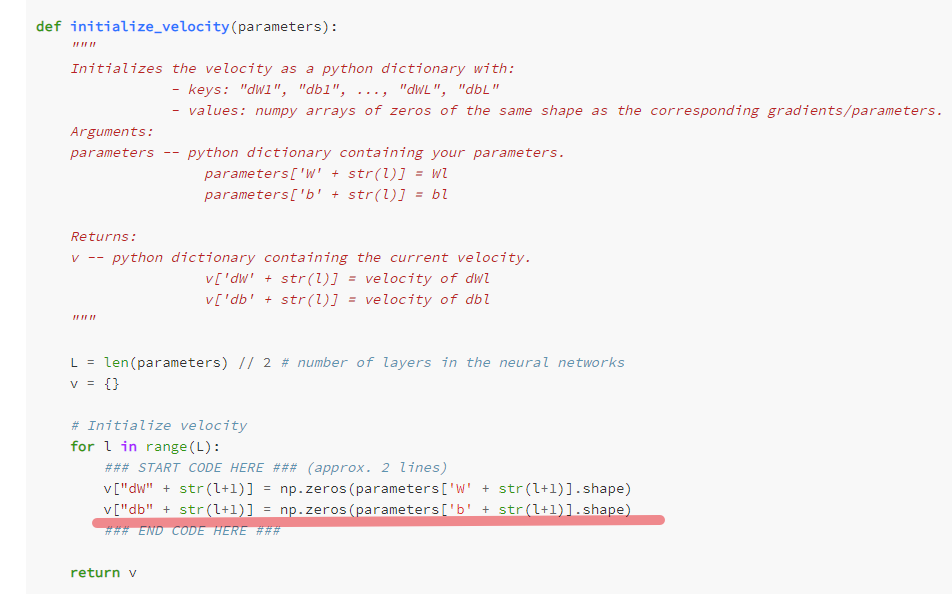 def initialize_velocity(parameters):
"""
Initializes the velocity as a python dictionary with:
- keys: "dW1", "db1", ..., "dWL", "dbL"
- values: numpy arrays of zeros of the same shape as the corresponding gradients/parameters.
Arguments:
parameters -- python dictionary containing your parameters.
parameters['W' + str(l)] = Wl
parameters['b' + str(l)] = bl
Returns:
v -- python dictionary containing the current velocity.
v['dW' + str(l)] = velocity of dWl
v['db' + str(l)] = velocity of dbl
"""
L = len(parameters) // 2 # number of layers in the neural networks
v = {}
# Initialize velocity
for l in range(L):
### START CODE HERE ### (approx. 2 lines)
v["dW" + str(l+1)] = np.zeros(parameters['W' + str(l+1)].shape)
v["db" + str(l+1)] = np.zeros(parameters['b' + str(l+1)].shape)
### END CODE HERE ###
return v